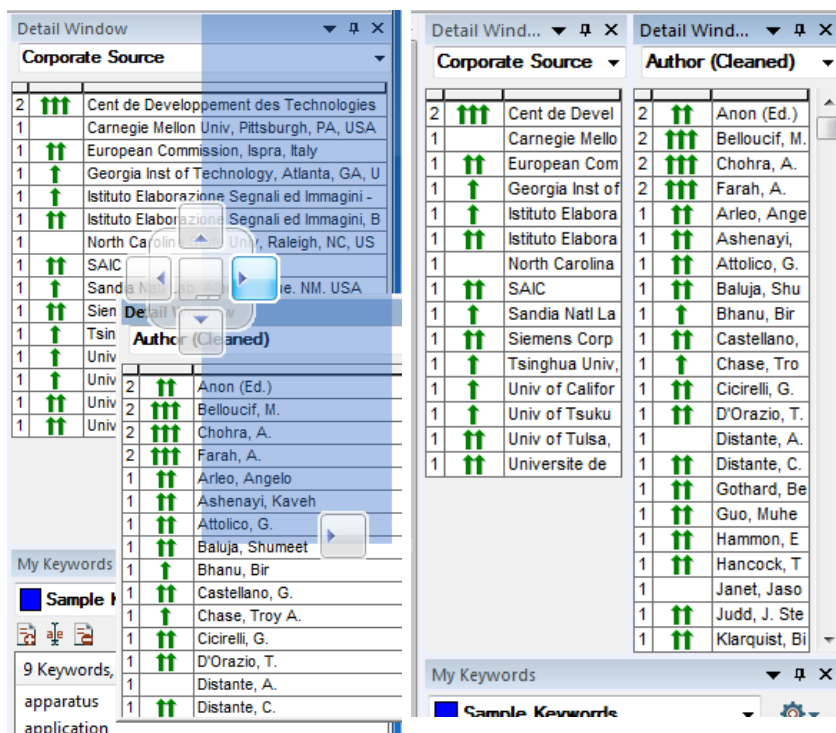 Detail Window
Corporate Source
2 Cent de Developpement des Technologies
1 Carnegie Mellon Univ, Pittsburgh, PA, USA
1 European Commission, Ispra, Italy
1 Georgia Inst of Technology, Atlanta, GA, U
1 Istituto Elaborazione Segnali ed Immagini -
1 Istituto Elaborazione Segnali ed Immagini, B
1 North Carolina Univ, Raleigh, NC, US
1 SAIC
1 Sandia Natl Lab, NM, USA
1 Siem
1 Tsin
1 Univ
1 Univ
1 Univ
1 Univ
Detail Window
Author (Cleaned)
2 Anon (Ed.)
2 Belloucif, M.
2 Chohra, A.
2 Farah, A.
1 Arleo, Angelo
1 Ashenayi, Kaveh
1 Attolico, G.
1 Baluja, Shumeet
1 Bhanu, Bir
1 Castellano, G.
1 Chase, Troy A.
1 Cicirelli, G.
1 D'Orazio, T.
1 Distante, A.
1 Distante, C.
My Keywords
Sample K
9 Keywords,
apparatus
application
Detail Wind...
Corporate Source
2 Cent de Devel
1 Carnegie Mello
1 European Com
1 Georgia Inst of
1 Istituto Elabora
1 Istituto Elabora
1 North Carolina
1 SAIC
1 Sandia Natl La
1 Siemens Corp
1 Tsinghua Univ,
1 Univ of Califor
1 Univ of Tsuku
1 Univ of Tulsa,
1 Universite de
Detail Wind...
Author (Cleaned)
2 Anon (Ed.)
2 Belloucif, M.
2 Chohra, A.
2 Farah, A.
1 Arleo, Ange
1 Ashenayi,
1 Attolico, G.
1 Baluja, Shu
1 Bhanu, Bir
1 Castellano,
1 Chase, Tro
1 Cicirelli, G.
1 D'Orazio, T.
1 Distante, A.
1 Distante, C.
1 Gothard, Be
1 Guo, Muhe
1 Hammon, E
1 Hancock, T
1 Janet, Jaso
1 Judd, J. Ste
1 Klarquist, Bi
My Keywords
Sample Keywords